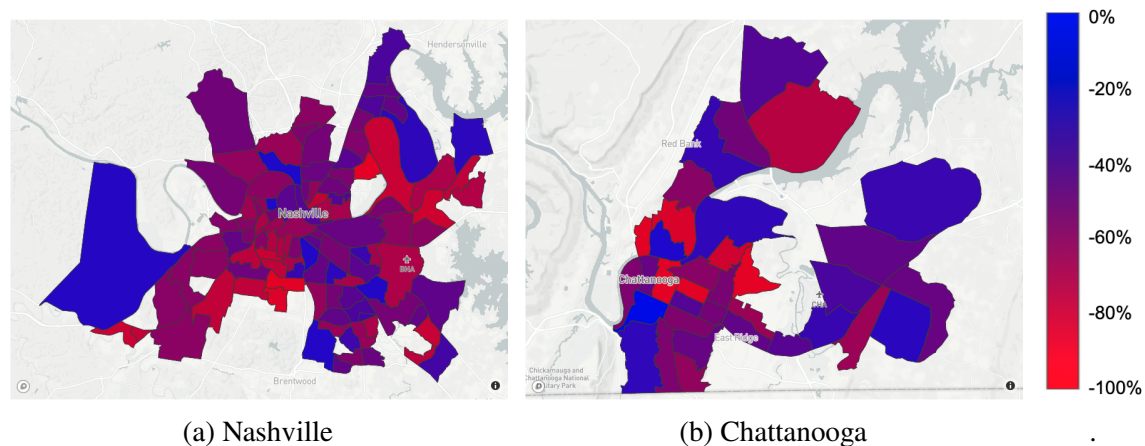 Hendersonville
Nashville
BNA
Brentwood
(a) Nashville
Red Bank
Chattanooga
CHA
East Ridge
Chickamauga and
Chattanooga National
Military Park
(b) Chattanooga
0%
-20%
-40%
-60%
-80%
-100%
.